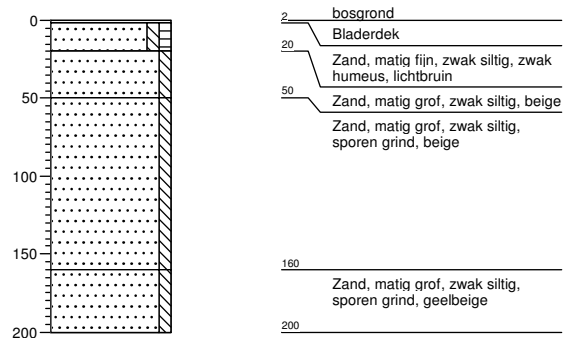 0
50
100
150
200
bosgrond
2
Bladerdek
20
Zand, matig fijn, zwak siltig, zwak
humeus, lichtbruin
50
Zand, matig grof, zwak siltig, beige
Zand, matig grof, zwak siltig,
sporen grind, beige
160
Zand, matig grof, zwak siltig,
sporen grind, geelbeige
200